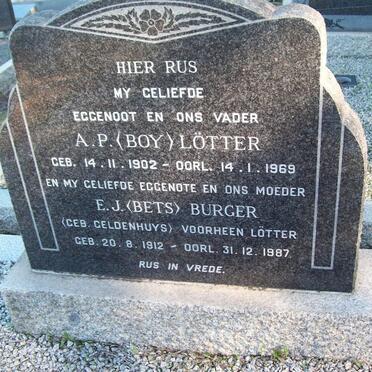 HIER RUS
MY GELIEFDE
EGGENOOT EN ONS VADER
A.P. (BOY) LÖTTER
GEB. 14.11.1902 - OORL. 14.1.1969
EN MY GELIEFDE EGGENOTE EN ONS MOEDER
E.J. (BETS) BURGER
(GEB. GELDENHUYS) VOORHEEN LÖTTER
GEB. 20.8.1912 - OORL. 31.12.1987
RUS IN VREDE.